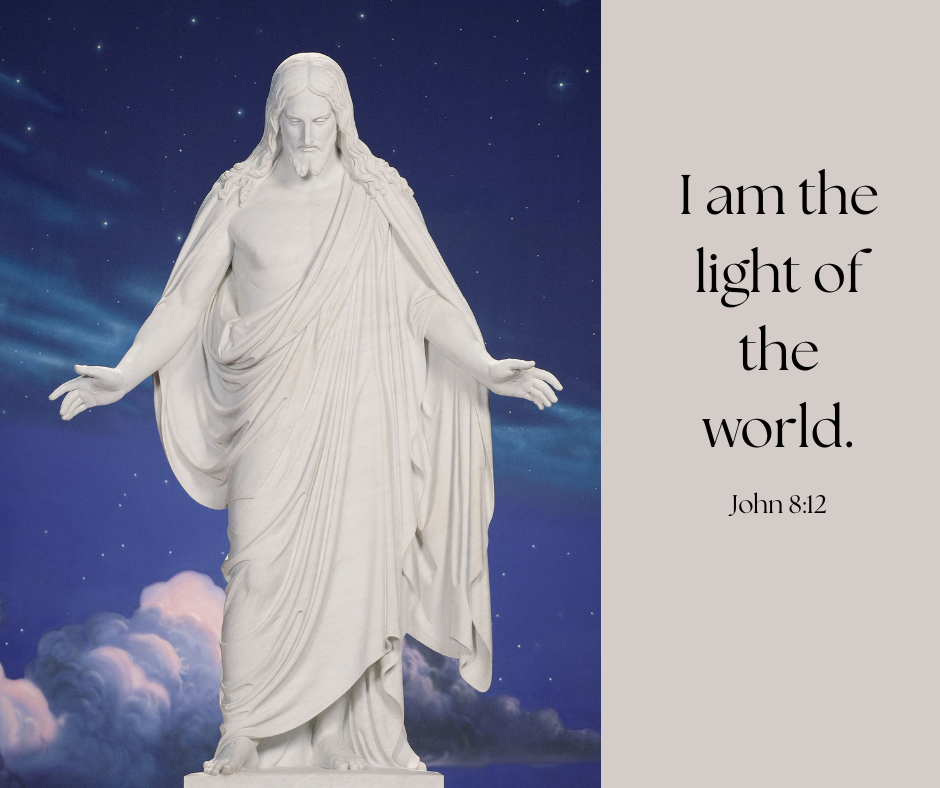 I am the
light of
the
world.
John 8:12